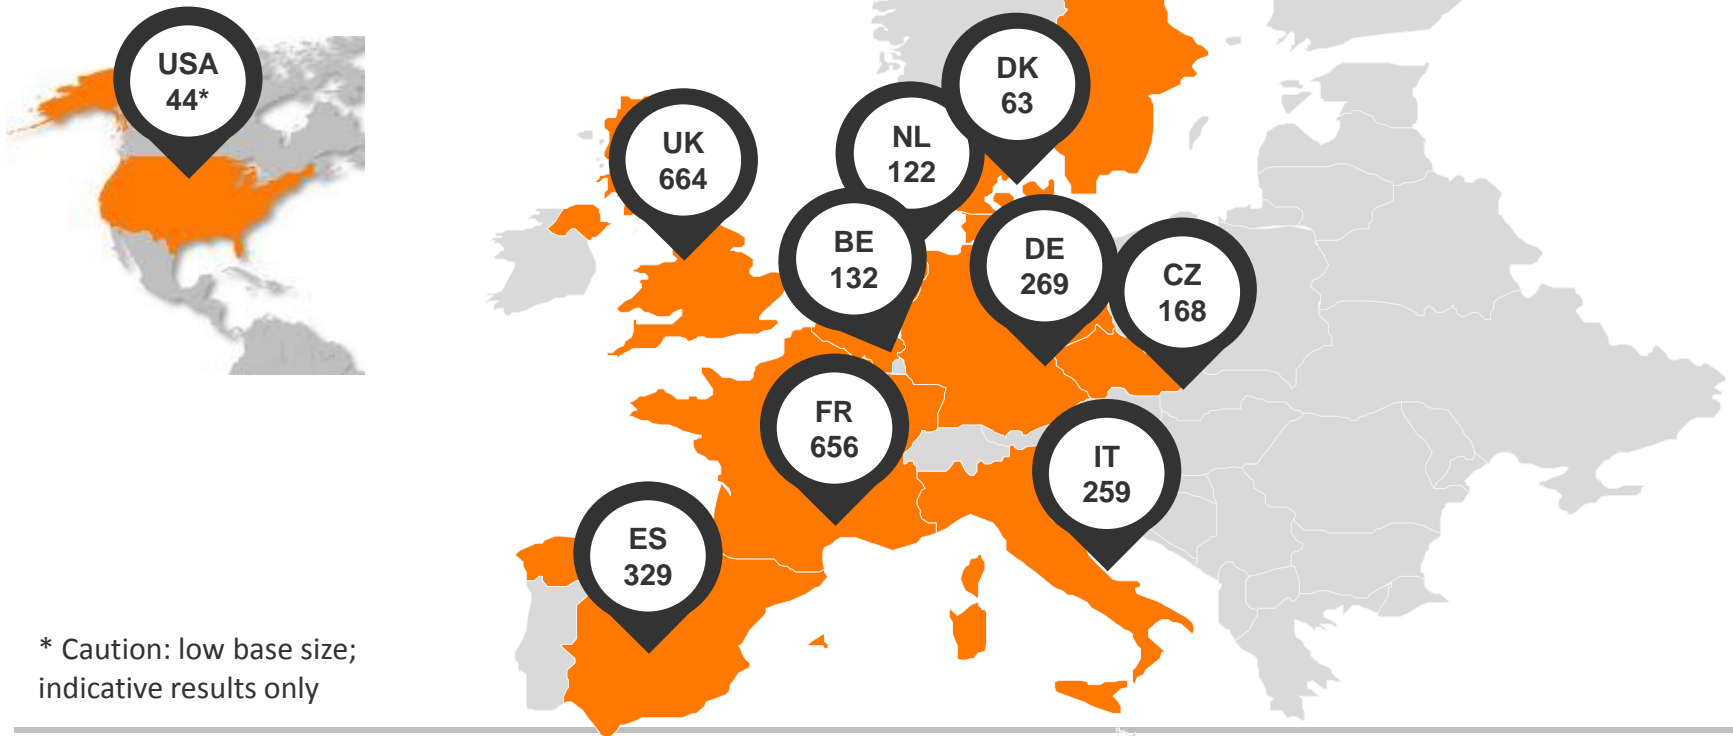 USA
44*
DK
63
UK
664
NL
122
BE
132
DE
269
CZ
168
FR
656
IT
259
ES
329
* Caution: low base size;
indicative results only